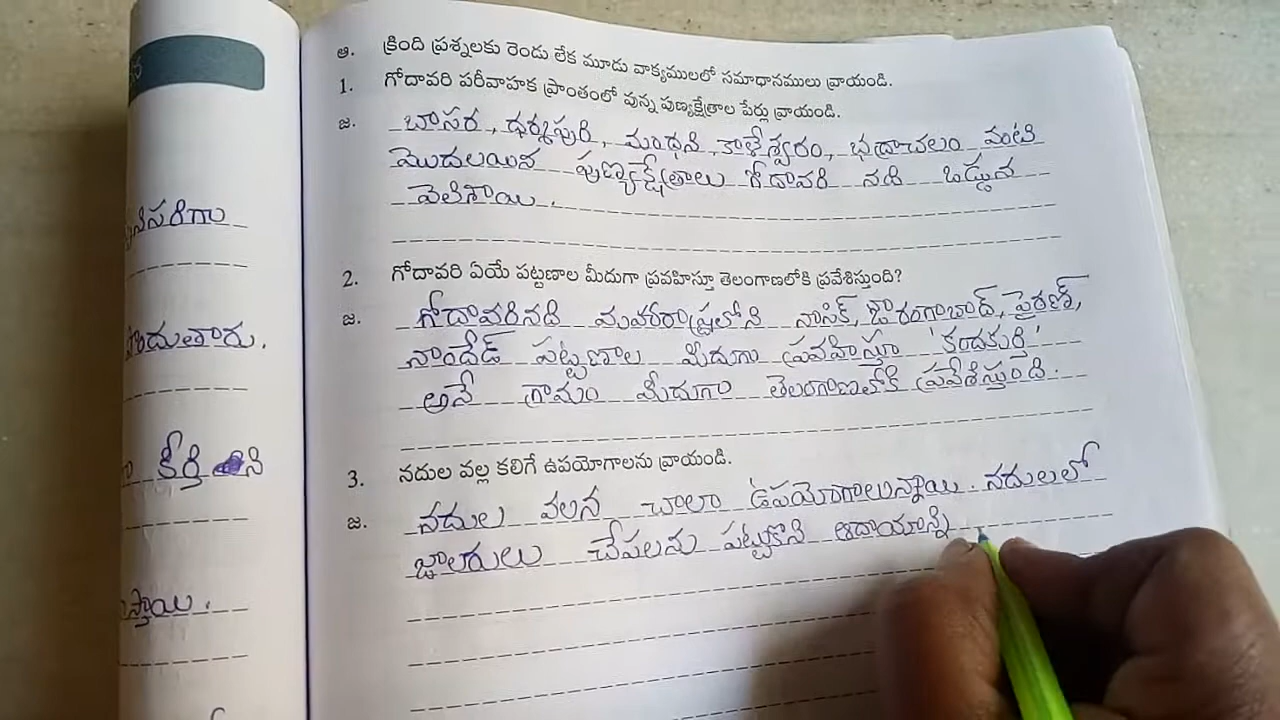 ఆ. క్రింది ప్రశ్నలకు రెండు లేక మూడు వాక్యములలో సమాధానములు వ్రాయండి.
1. గోదావరి పరీవాహక ప్రాంతంలో వున్న పుణ్యక్షేత్రాల పేర్లు వ్రాయండి.
జ. బాసర, ధర్మపురి, మంథని, కాళేశ్వరం, భద్రాచలం వంటి
మొదలయిన పుణ్యక్షేత్రాలు గోదావరి నది ఒడ్డున
వెలిశాయి.
2. గోదావరి ఏయే పట్టణాల మీదుగా ప్రవహిస్తూ తెలంగాణలోకి ప్రవేశిస్తుంది?
జ. గోదావరినది మహారాష్ట్రలోని నాసిక్, ఔరంగాబాద్, పైఠణ్,
నాందేడ్ పట్టణాల మీదుగా ప్రవహిస్తూ 'కందకుర్తి'
అనే గ్రామం మీదుగా తెలంగాణలోకి ప్రవేశిస్తుంది.
3. నదుల వల్ల కలిగే ఉపయోగాలను వ్రాయండి.
జ. నదుల వలన చాలా ఉపయోగాలున్నాయి. నదులలో
జాలరులు చేపలను పట్టుకొని ఆదాయాన్ని
కీర్తి